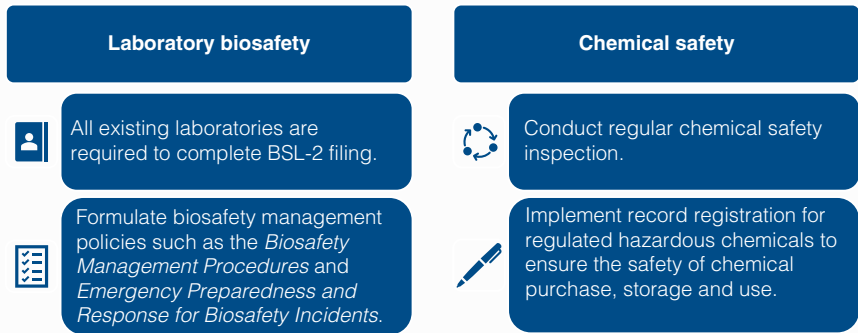 Laboratory biosafety
All existing laboratories are
required to complete BSL-2 filing.
Formulate biosafety management
policies such as the Biosafety
Management Procedures and
Emergency Preparedness and
Response for Biosafety Incidents.
Chemical safety
Conduct regular chemical safety
inspection.
Implement record registration for
regulated hazardous chemicals to
ensure the safety of chemical
purchase, storage and use.